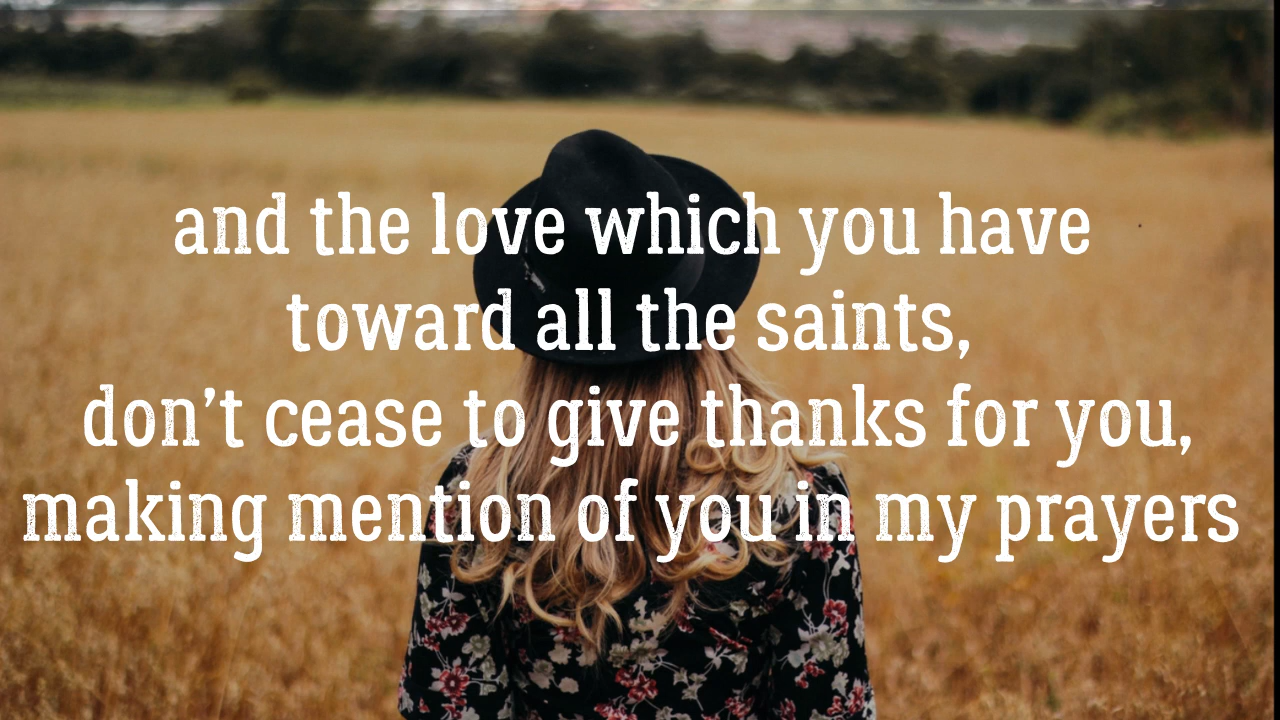 and the love which you have
toward all the saints,
don’t cease to give thanks for you,
making mention of you in my prayers